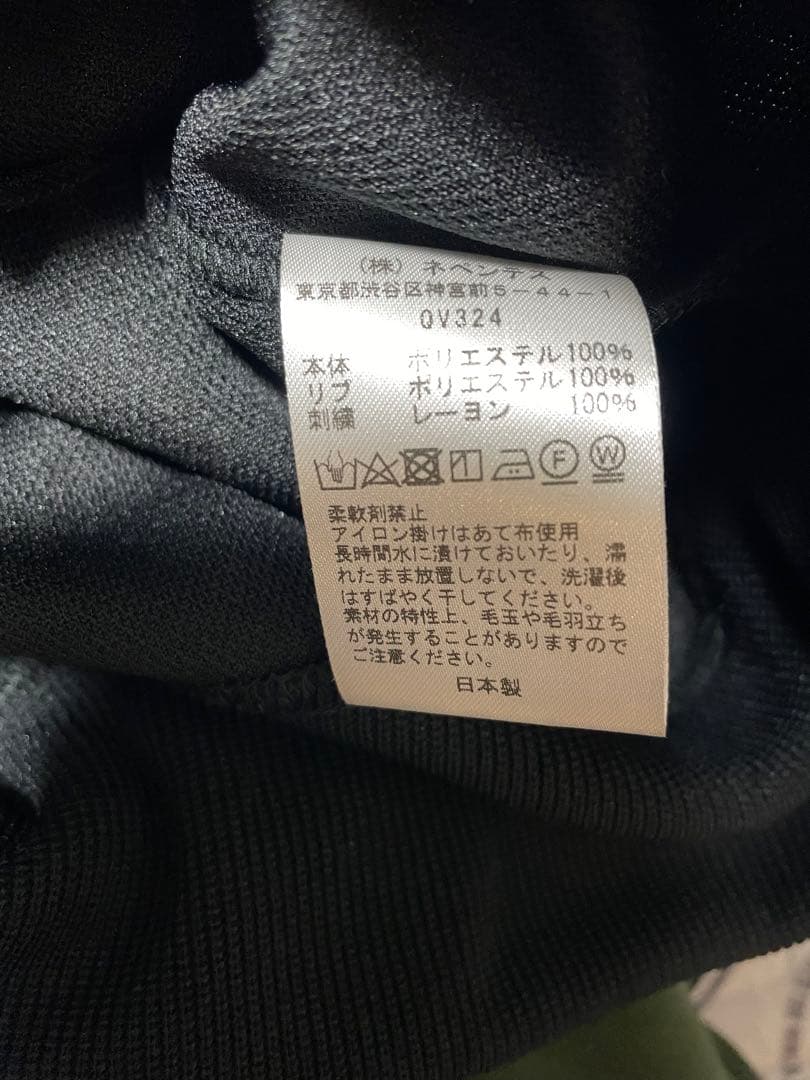 （株）ネペンテス
東京都渋谷区神宮前5-44-1
QV324
本体 ポリエステル100%
リブ ポリエステル100%
刺繍 レーヨン 100%
F W
柔軟剤禁止
アイロン掛けはあて布使用
長時間水に漬けておいたり、濡
れたまま放置しないで、洗濯後
はすばやく干してください。
素材の特性上、毛玉や毛羽立ち
が発生することがありますので
ご注意ください。
日本製